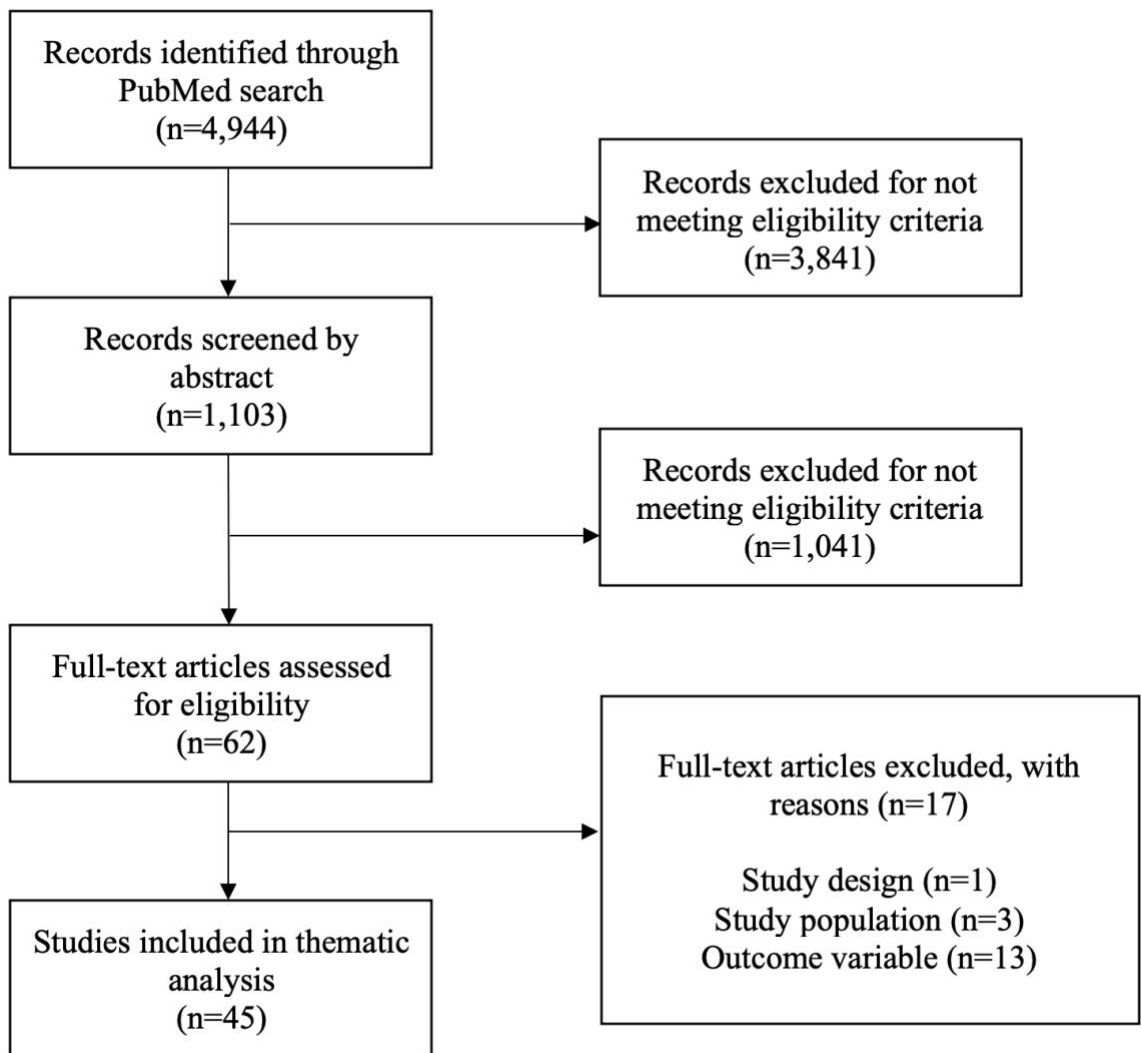 Records identified through
PubMed search
(n=4,944)
Records excluded for not
meeting eligibility criteria
(n=3,841)
Records screened by
abstract
(n=1,103)
Records excluded for not
meeting eligibility criteria
(n=1,041)
Full-text articles assessed
for eligibility
(n=62)
Full-text articles excluded, with
reasons (n=17)
Study design (n=1)
Study population (n=3)
Outcome variable (n=13)
Studies included in thematic
analysis
(n=45)